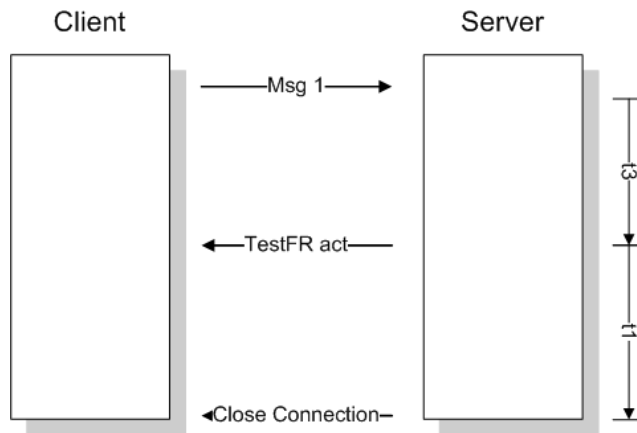 Client
Server
Msg 1
t3
TestFR act
t1
Close Connection